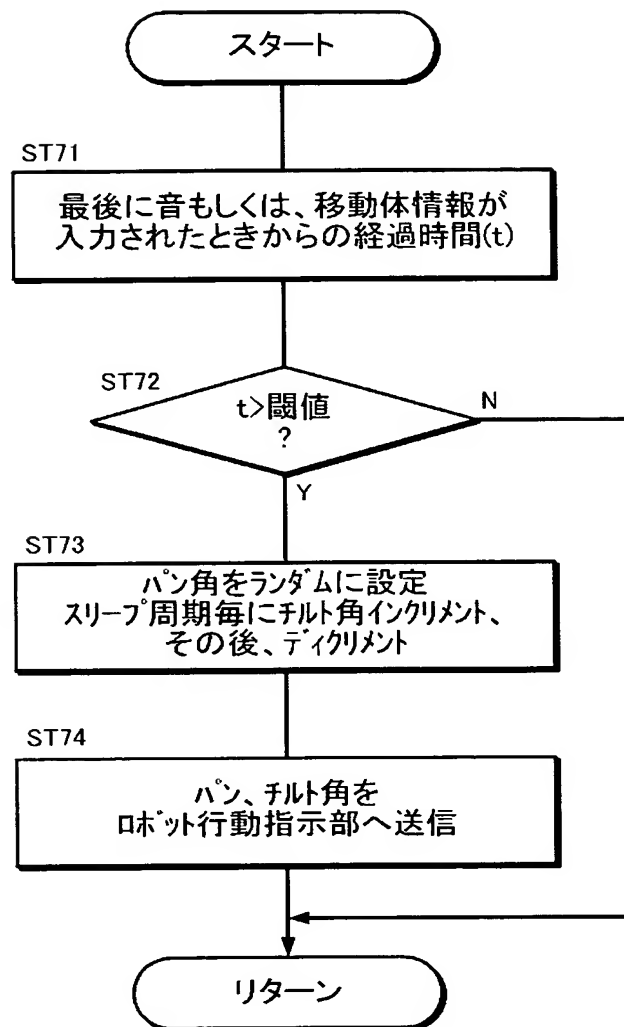 スタート
ST71
最後に音もしくは、移動体情報が
入力されたときからの経過時間(t)
ST72
t>閾値
?
N
Y
ST73
パン角をランダムに設定
スリープ周期毎にチルト角インクリメント、
その後、ディクリメント
ST74
パン、チルト角を
ロボット行動指示部へ送信
リターン